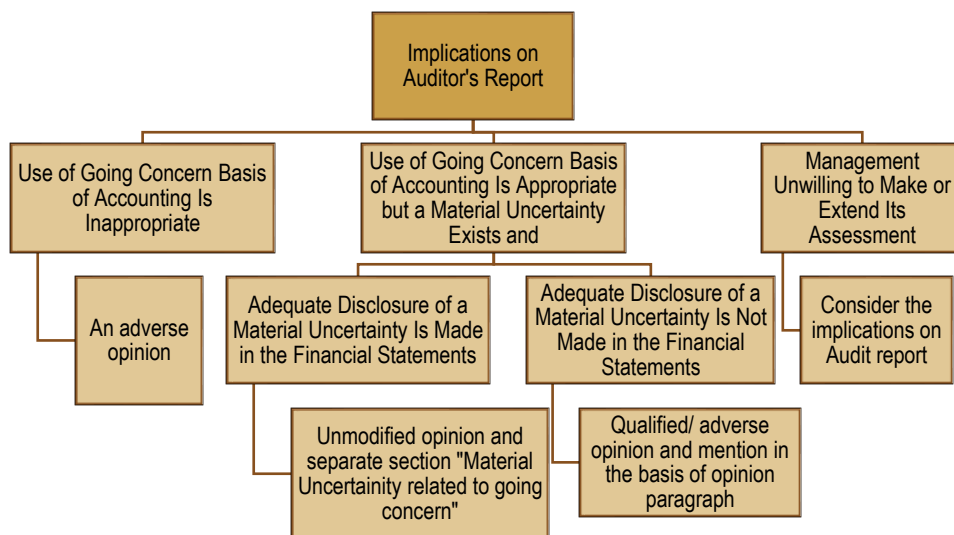 Implications on
Auditor's Report
Use of Going Concern Basis
of Accounting Is
Inappropriate
Use of Going Concern Basis
of Accounting Is Appropriate
but a Material Uncertainty
Exists and
Management
Unwilling to Make or
Extend Its
Assessment
An adverse
opinion
Adequate Disclosure of a
Material Uncertainty Is Made
in the Financial Statements
Adequate Disclosure of a
Material Uncertainty Is Not
Made in the Financial
Statements
Consider the
implications on
Audit report
Unmodified opinion and
separate section "Material
Uncertainity related to going
concern"
Qualified/ adverse
opinion and mention in
the basis of opinion
paragraph